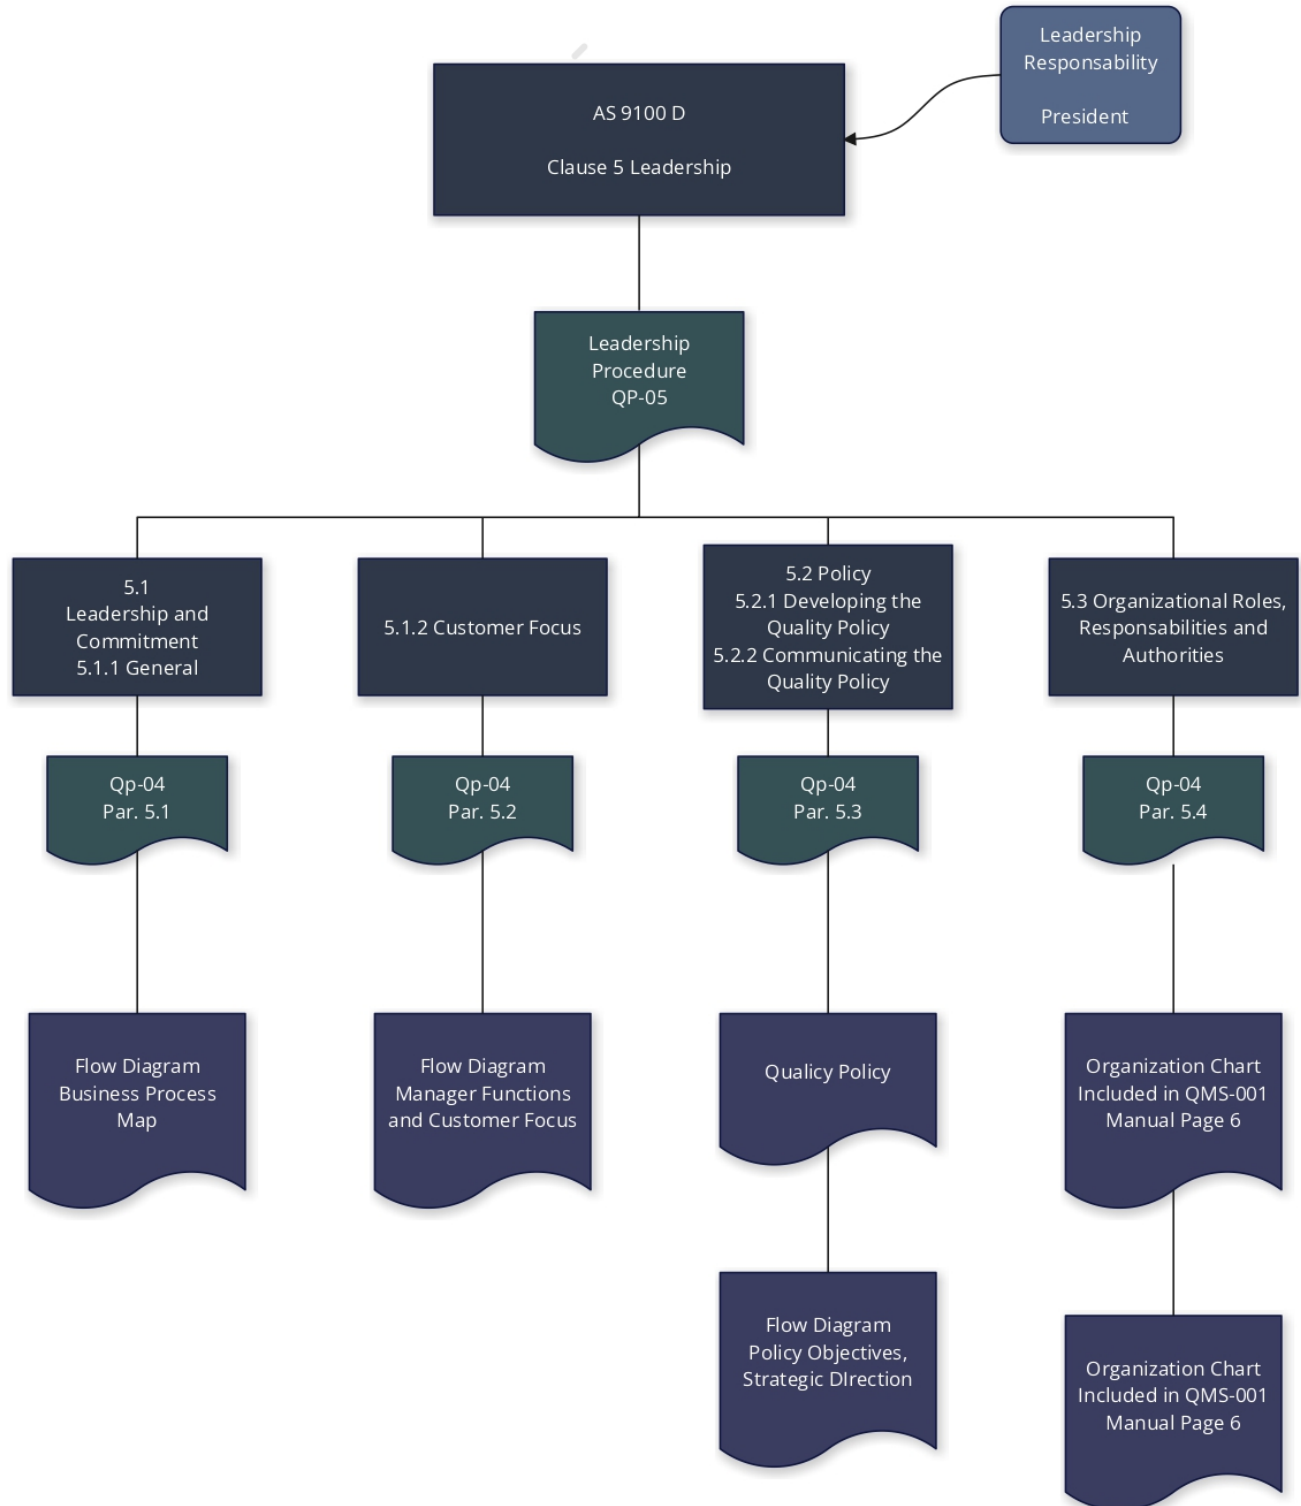 Leadership
Responsability
President
AS 9100 D
Clause 5 Leadership
Leadership
Procedure
QP-05
5.1
Leadership and
Commitment
5.1.1 General
5.1.2 Customer Focus
5.2 Policy
5.2.1 Developing the
Quality Policy
5.2.2 Communicating the
Quality Policy
5.3 Organizational Roles,
Responsabilities and
Authorities
Qp-04
Par. 5.1
Qp-04
Par. 5.2
Qp-04
Par. 5.3
Qp-04
Par. 5.4
Flow Diagram
Business Process
Map
Flow Diagram
Manager Functions
and Customer Focus
Qualicy Policy
Organization Chart
Included in QMS-001
Manual Page 6
Flow Diagram
Policy Objectives,
Strategic DIrection
Organization Chart
Included in QMS-001
Manual Page 6